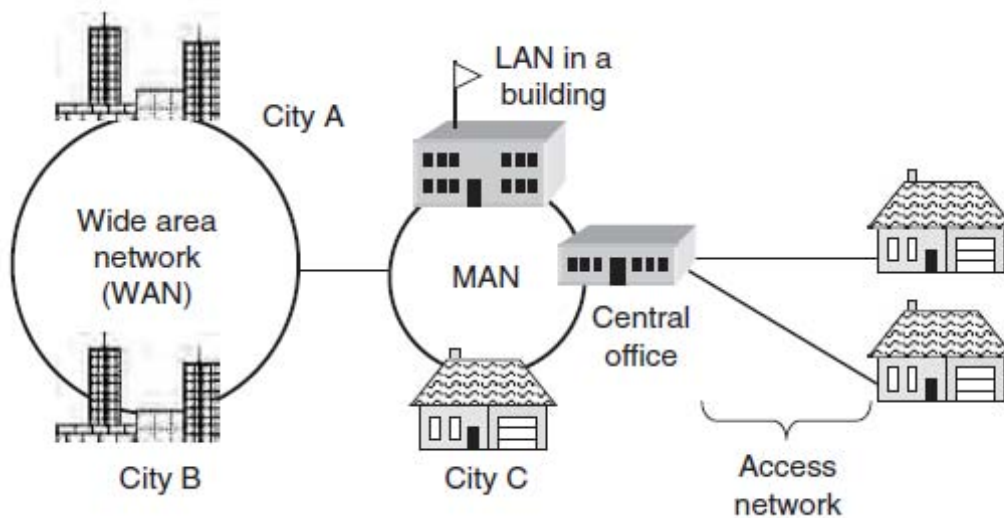 LAN in a
building
City A
Wide area
network
(WAN)
MAN
Central
office
City B
City C
Access
network